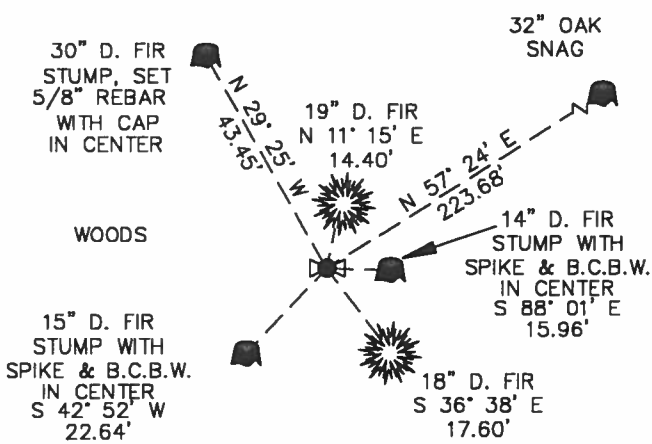 30" D. FIR
STUMP, SET
5/8" REBAR
WITH CAP
IN CENTER
N 29° 25' W
43.45'
19" D. FIR
N 11° 15' E
14.40'
32" OAK
SNAG
N 57° 24' E
223.68'
WOODS
14" D. FIR
STUMP WITH
SPIKE & B.C.B.W.
IN CENTER
S 88° 01' E
15.96'
15" D. FIR
STUMP WITH
SPIKE & B.C.B.W.
IN CENTER
S 42° 52' W
22.64'
18" D. FIR
S 36° 38' E
17.60'